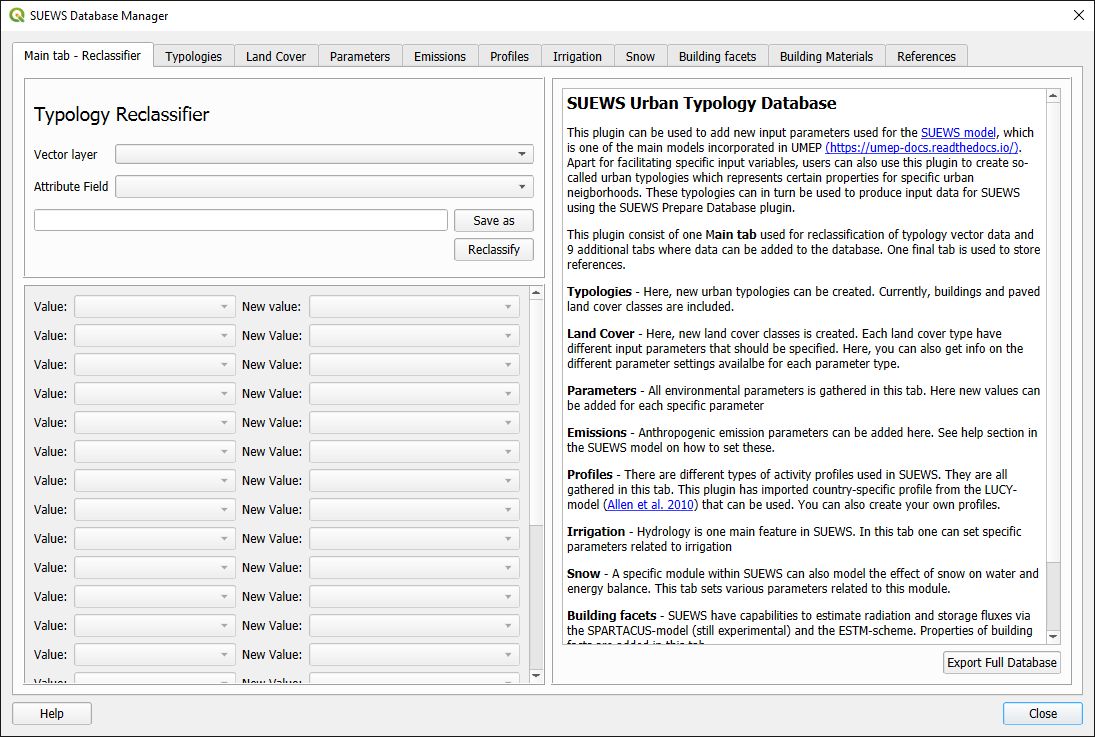 SUEWS Database Manager
Main tab - Reclassifier
Typologies
Land Cover
Parameters
Emissions
Profiles
Irrigation
Snow
Building facets
Building Materials
References
Typology Reclassifier
Vector layer
Attribute Field
Save as
Reclassify
Value: New value:
Value: New Value:
Value: New Value:
Value: New Value:
Value: New Value:
Value: New Value:
Value: New Value:
Value: New Value:
Value: New Value:
Value: New Value:
Value: New Value:
Value: New Value:
Value: New Value:
Value: New Value:
SUEWS Urban Typology Database
This plugin can be used to add new input parameters used for the SUEWS model, which
is one of the main models incorporated in UMEP (https://umep-docs.readthedocs.io/).
Apart for facilitating specific input variables, users can also use this plugin to create so-
called urban typologies which represents certain properties for specific urban
neigborhoods. These typologies can in turn be used to produce input data for SUEWS
using the SUEWS Prepare Database plugin.
This plugin consist of one Main tab used for reclassification of typology vector data and
9 additional tabs where data can be added to the database. One final tab is used to store
references.
Typologies - Here, new urban typologies can be created. Currently, buildings and paved
land cover classes are included.
Land Cover - Here, new land cover classes is created. Each land cover type have
different input parameters that should be specified. Here, you can also get info on the
different parameter settings availalbe for each parameter type.
Parameters - All environmental parameters is gathered in this tab. Here new values can
be added for each specific parameter
Emissions - Anthropogenic emission parameters can be added here. See help section in
the SUEWS model on how to set these.
Profiles - There are different types of activity profiles used in SUEWS. They are all
gathered in this tab. This plugin has imported country-specific profile from the LUCY-
model (Allen et al. 2010) that can be used. You can also create your own profiles.
Irrigation - Hydrology is one main feature in SUEWS. In this tab one can set specific
parameters related to irrigation
Snow - A specific module within SUEWS can also model the effect of snow on water and
energy balance. This tab sets various parameters related to this module.
Building facets - SUEWS have capabilities to estimate radiation and storage fluxes via
the SPARTACUS-model (still experimental) and the ESTM-scheme. Properties of building
facts are added in this tab
Export Full Database
Help
Close